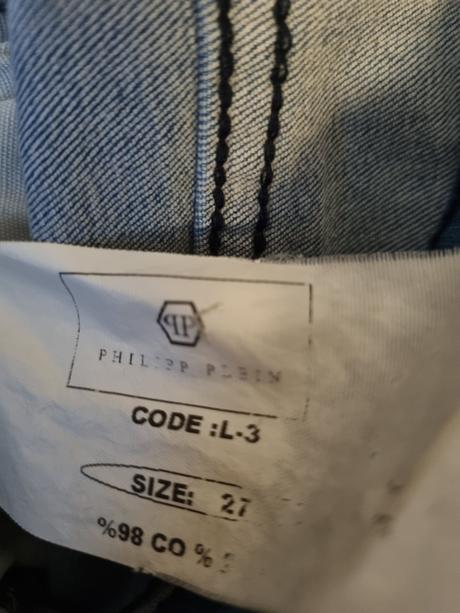 PHILIPP PLEIN
CODE :L-3
SIZE: 27
%98 CO %